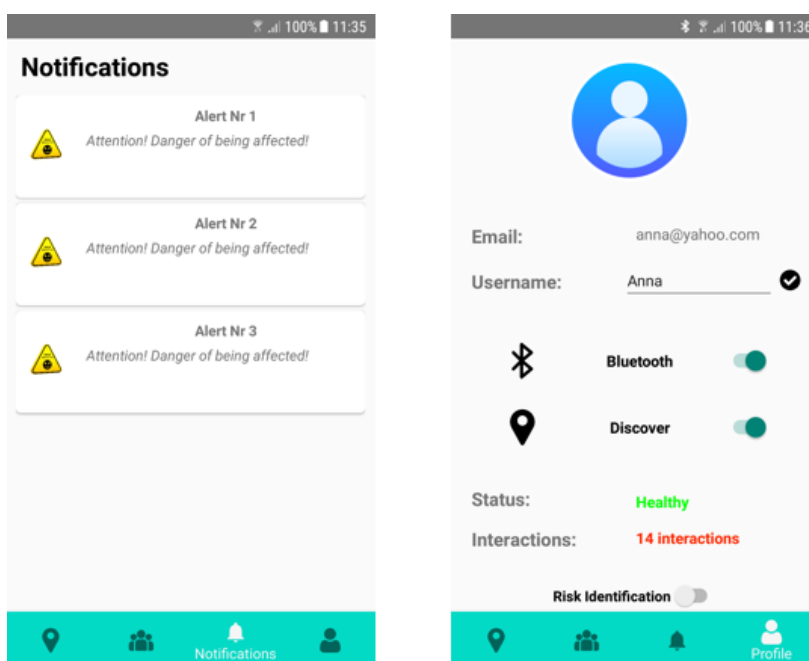 100% 11:35
Notifications
Alert Nr 1
Attention! Danger of being affected!
Alert Nr 2
Attention! Danger of being affected!
Alert Nr 3
Attention! Danger of being affected!
Notifications
100% 11:36
Email: anna@yahoo.com
Username: Anna
Bluetooth
Discover
Status: Healthy
Interactions: 14 interactions
Risk Identification
Profile